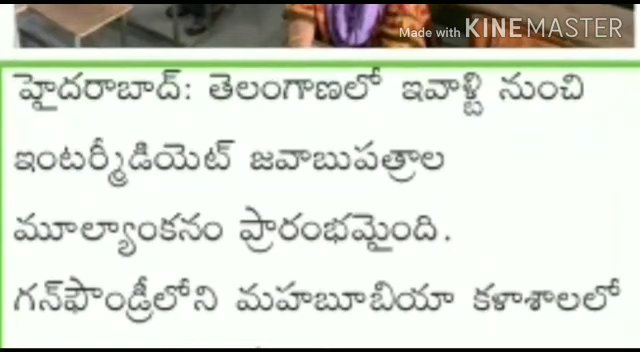 Made with KINEMASTER
హైదరాబాద్: తెలంగాణలో ఇవాళ్టి నుంచి
ఇంటర్మీడియెట్ జవాబుపత్రాల
మూల్యాంకనం ప్రారంభమైంది.
గన్‌ఫౌండ్రీలోని మహబూబియా కళాశాలలో